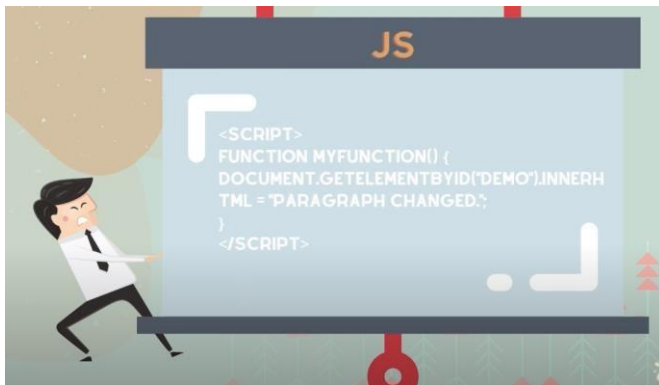 JS
<SCRIPT>
FUNCTION MYFUNCTION() {
DOCUMENT.GETELEMENTBYID("DEMO").INNERH
TML = "PARAGRAPH CHANGED.";
}
</SCRIPT>